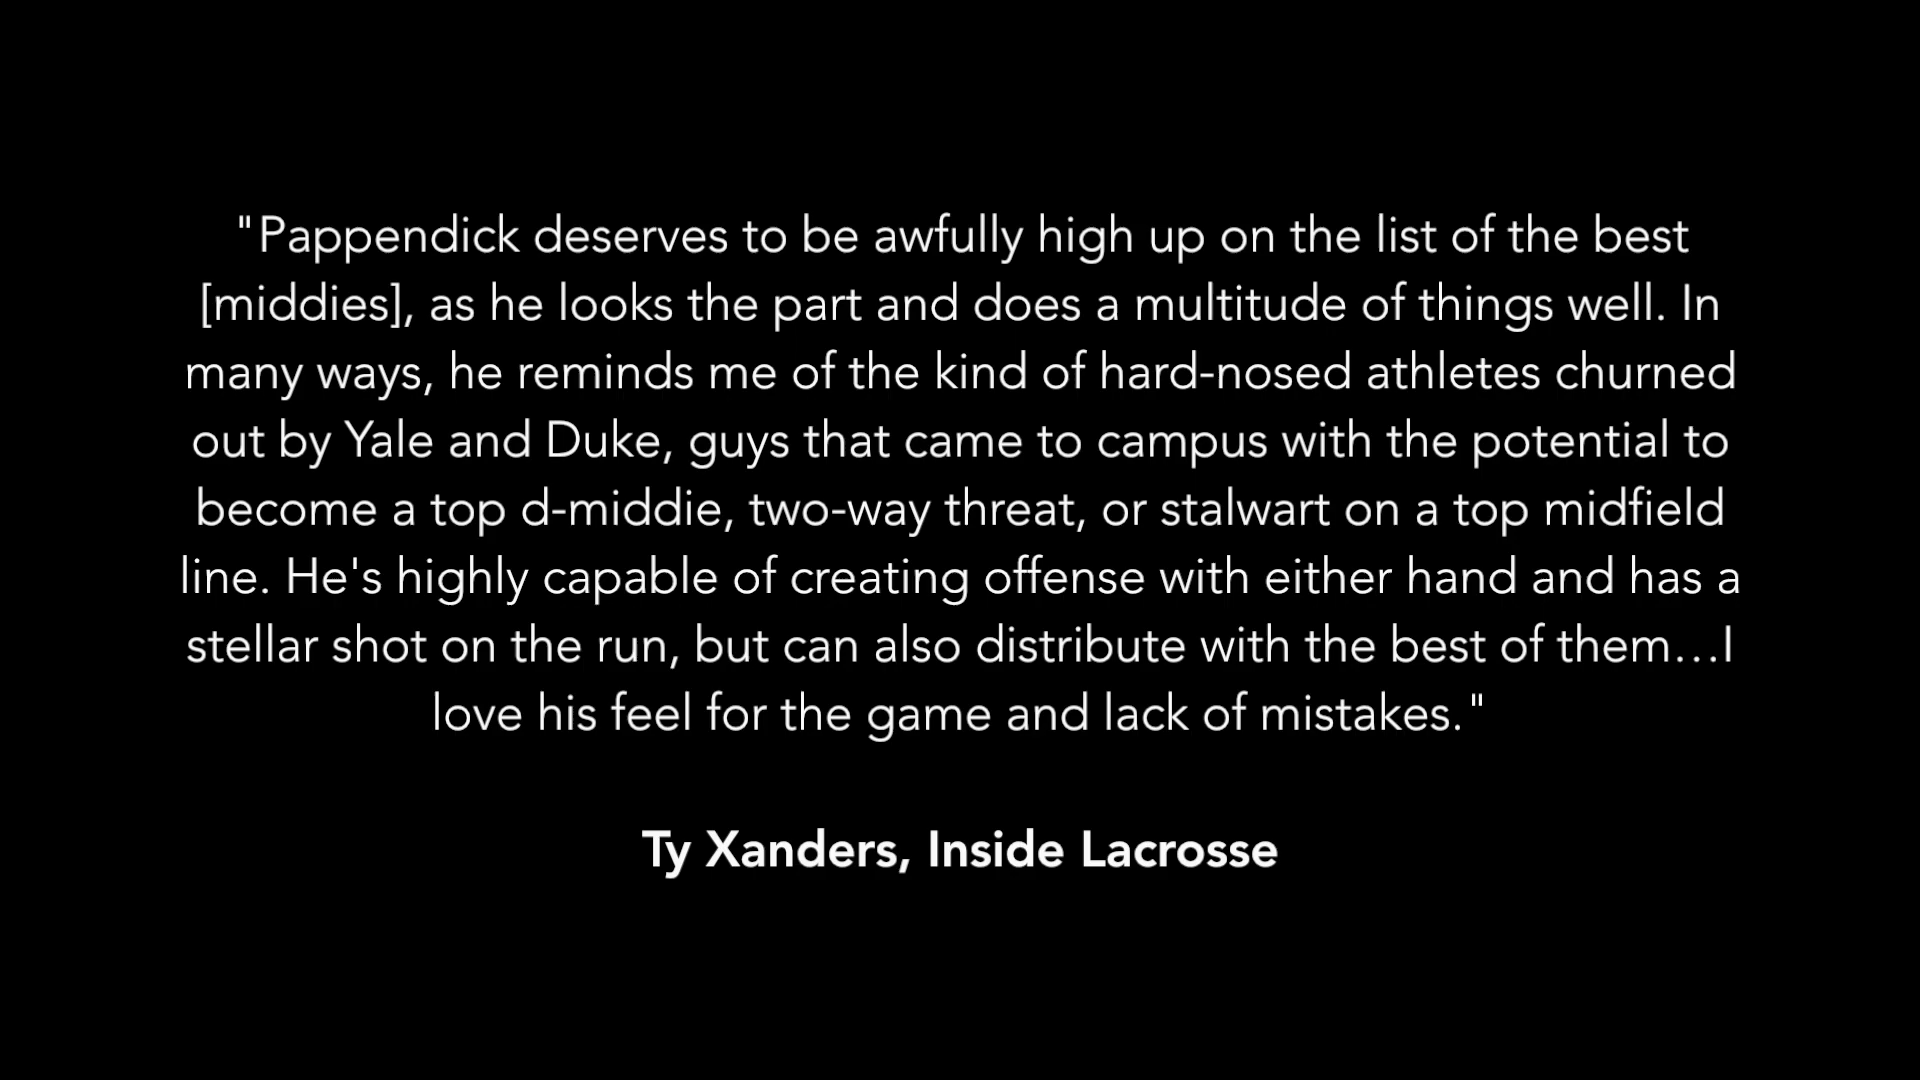 "Pappendick deserves to be awfully high up on the list of the best
[middies], as he looks the part and does a multitude of things well. In
many ways, he reminds me of the kind of hard-nosed athletes churned
out by Yale and Duke, guys that came to campus with the potential to
become a top d-middie, two-way threat, or stalwart on a top midfield
line. He's highly capable of creating offense with either hand and has a
stellar shot on the run, but can also distribute with the best of them…I
love his feel for the game and lack of mistakes."
Ty Xanders, Inside Lacrosse